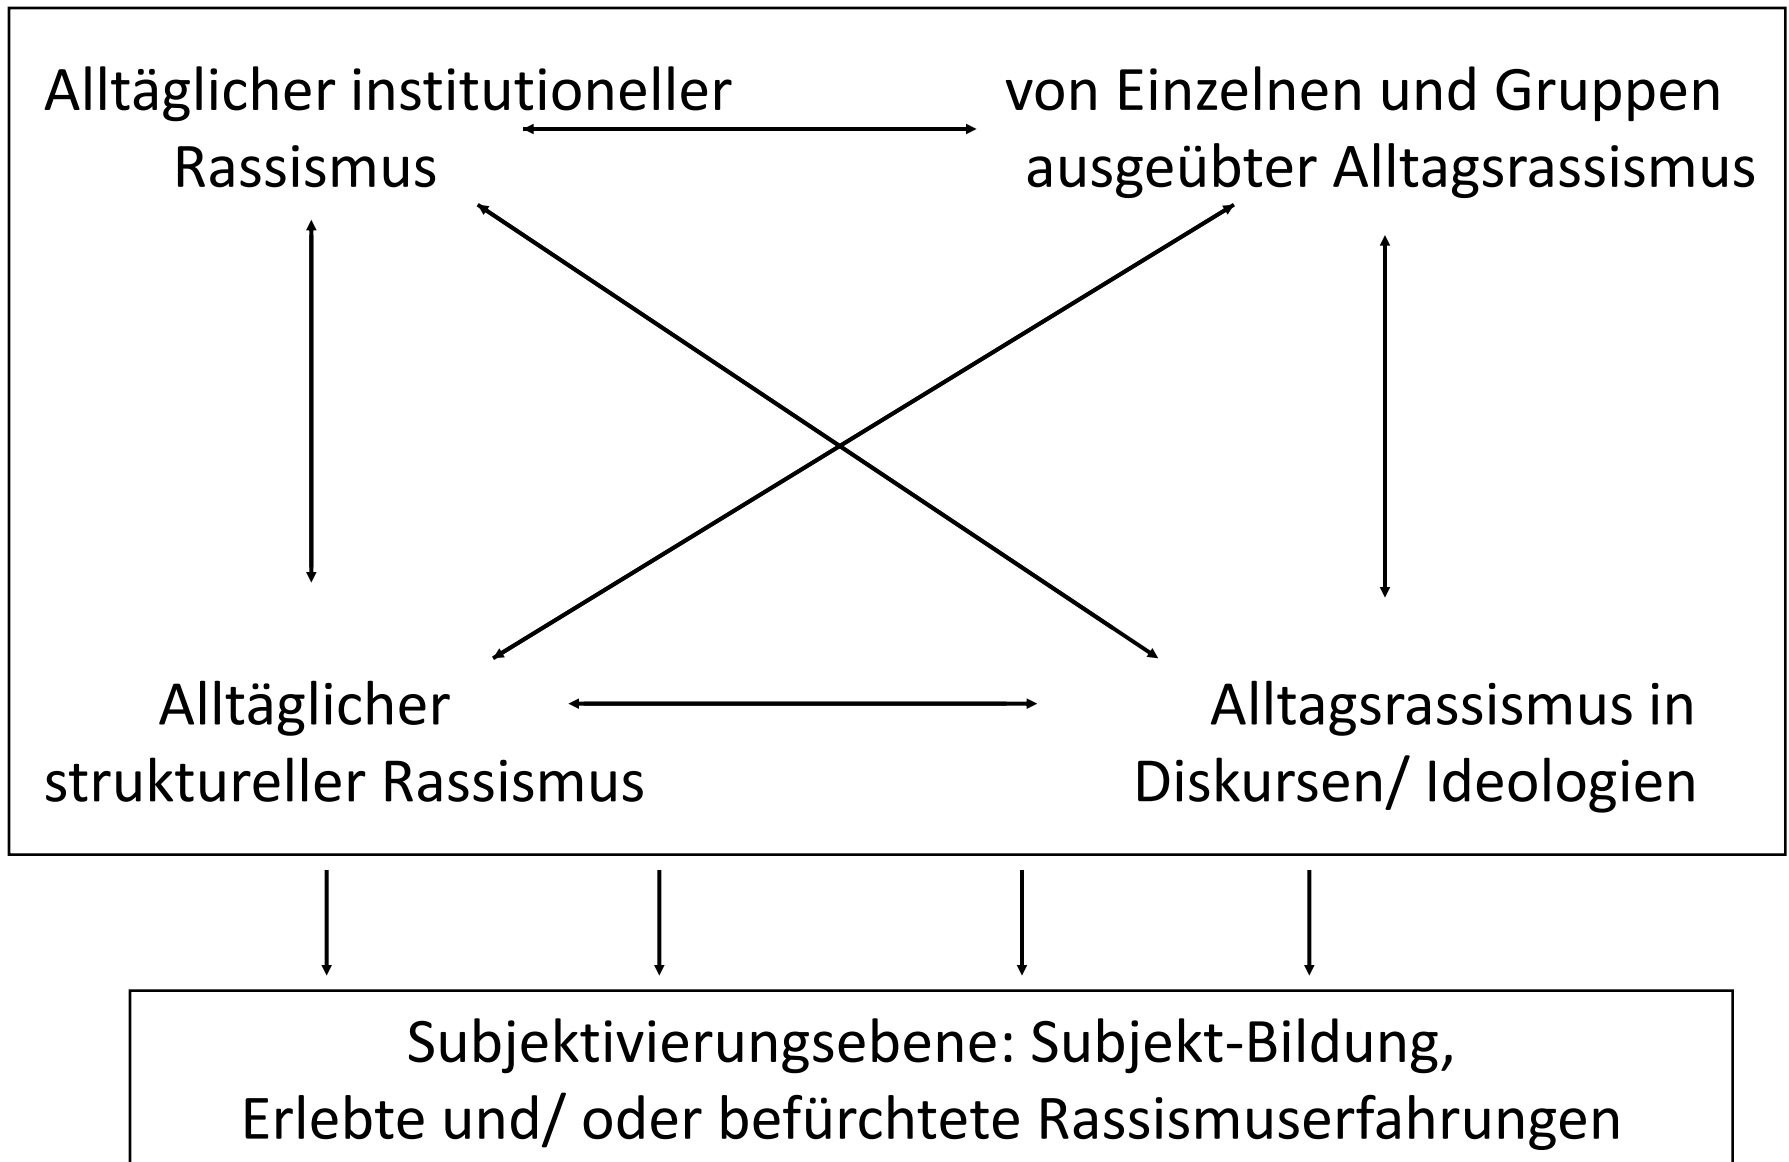 Alltäglicher institutioneller
Rassismus
von Einzelnen und Gruppen
ausgeübter Alltagsrassismus
Alltäglicher
struktureller Rassismus
Alltagsrassismus in
Diskursen/ Ideologien
Subjektivierungsebene: Subjekt-Bildung,
Erlebte und/ oder befürchtete Rassismuserfahrungen